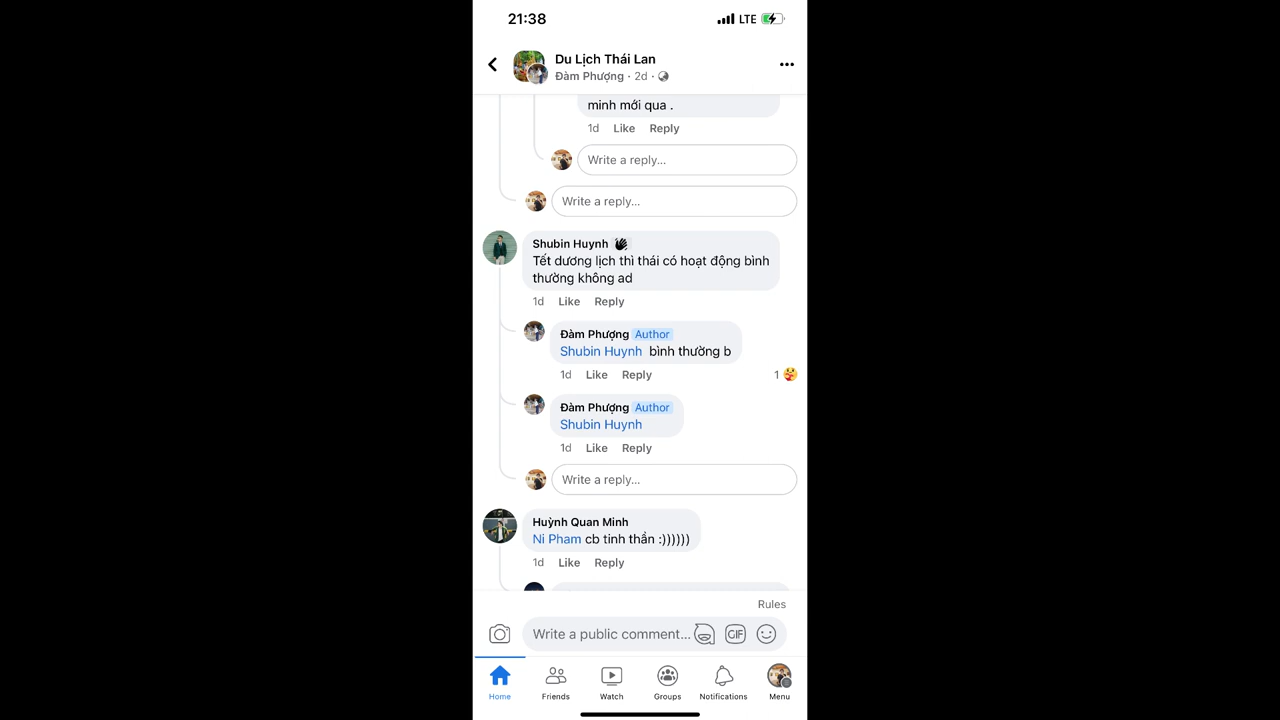 21:38
LTE
Du Lịch Thái Lan
Đàm Phượng · 2d ·
minh mới qua .
1d Like Reply
Write a reply...
Write a reply...
Shubin Huynh
Tết dương lịch thì thái có hoạt động bình
thường không ad
1d Like Reply
Đàm Phượng Author
Shubin Huynh bình thường b
1d Like Reply 1
Đàm Phượng Author
Shubin Huynh
1d Like Reply
Write a reply...
Huỳnh Quan Minh
Ni Pham cb tinh thần :))))))
1d Like Reply
Rules
Write a public comment... GIF
Home Friends Watch Groups Notifications Menu